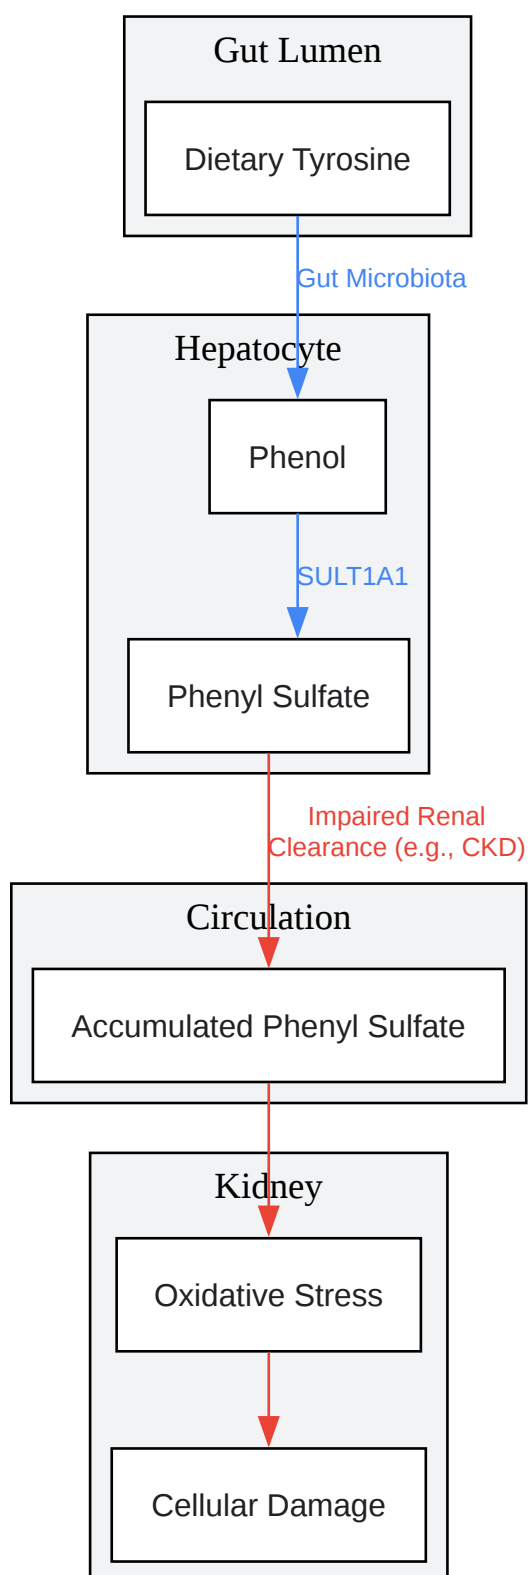 Gut Lumen
Dietary Tyrosine
Gut Microbiota
Hepatocyte
Phenol
SULT1A1
Phenyl Sulfate
Impaired Renal
Clearance (e.g., CKD)
Circulation
Accumulated Phenyl Sulfate
Kidney
Oxidative Stress
Cellular Damage